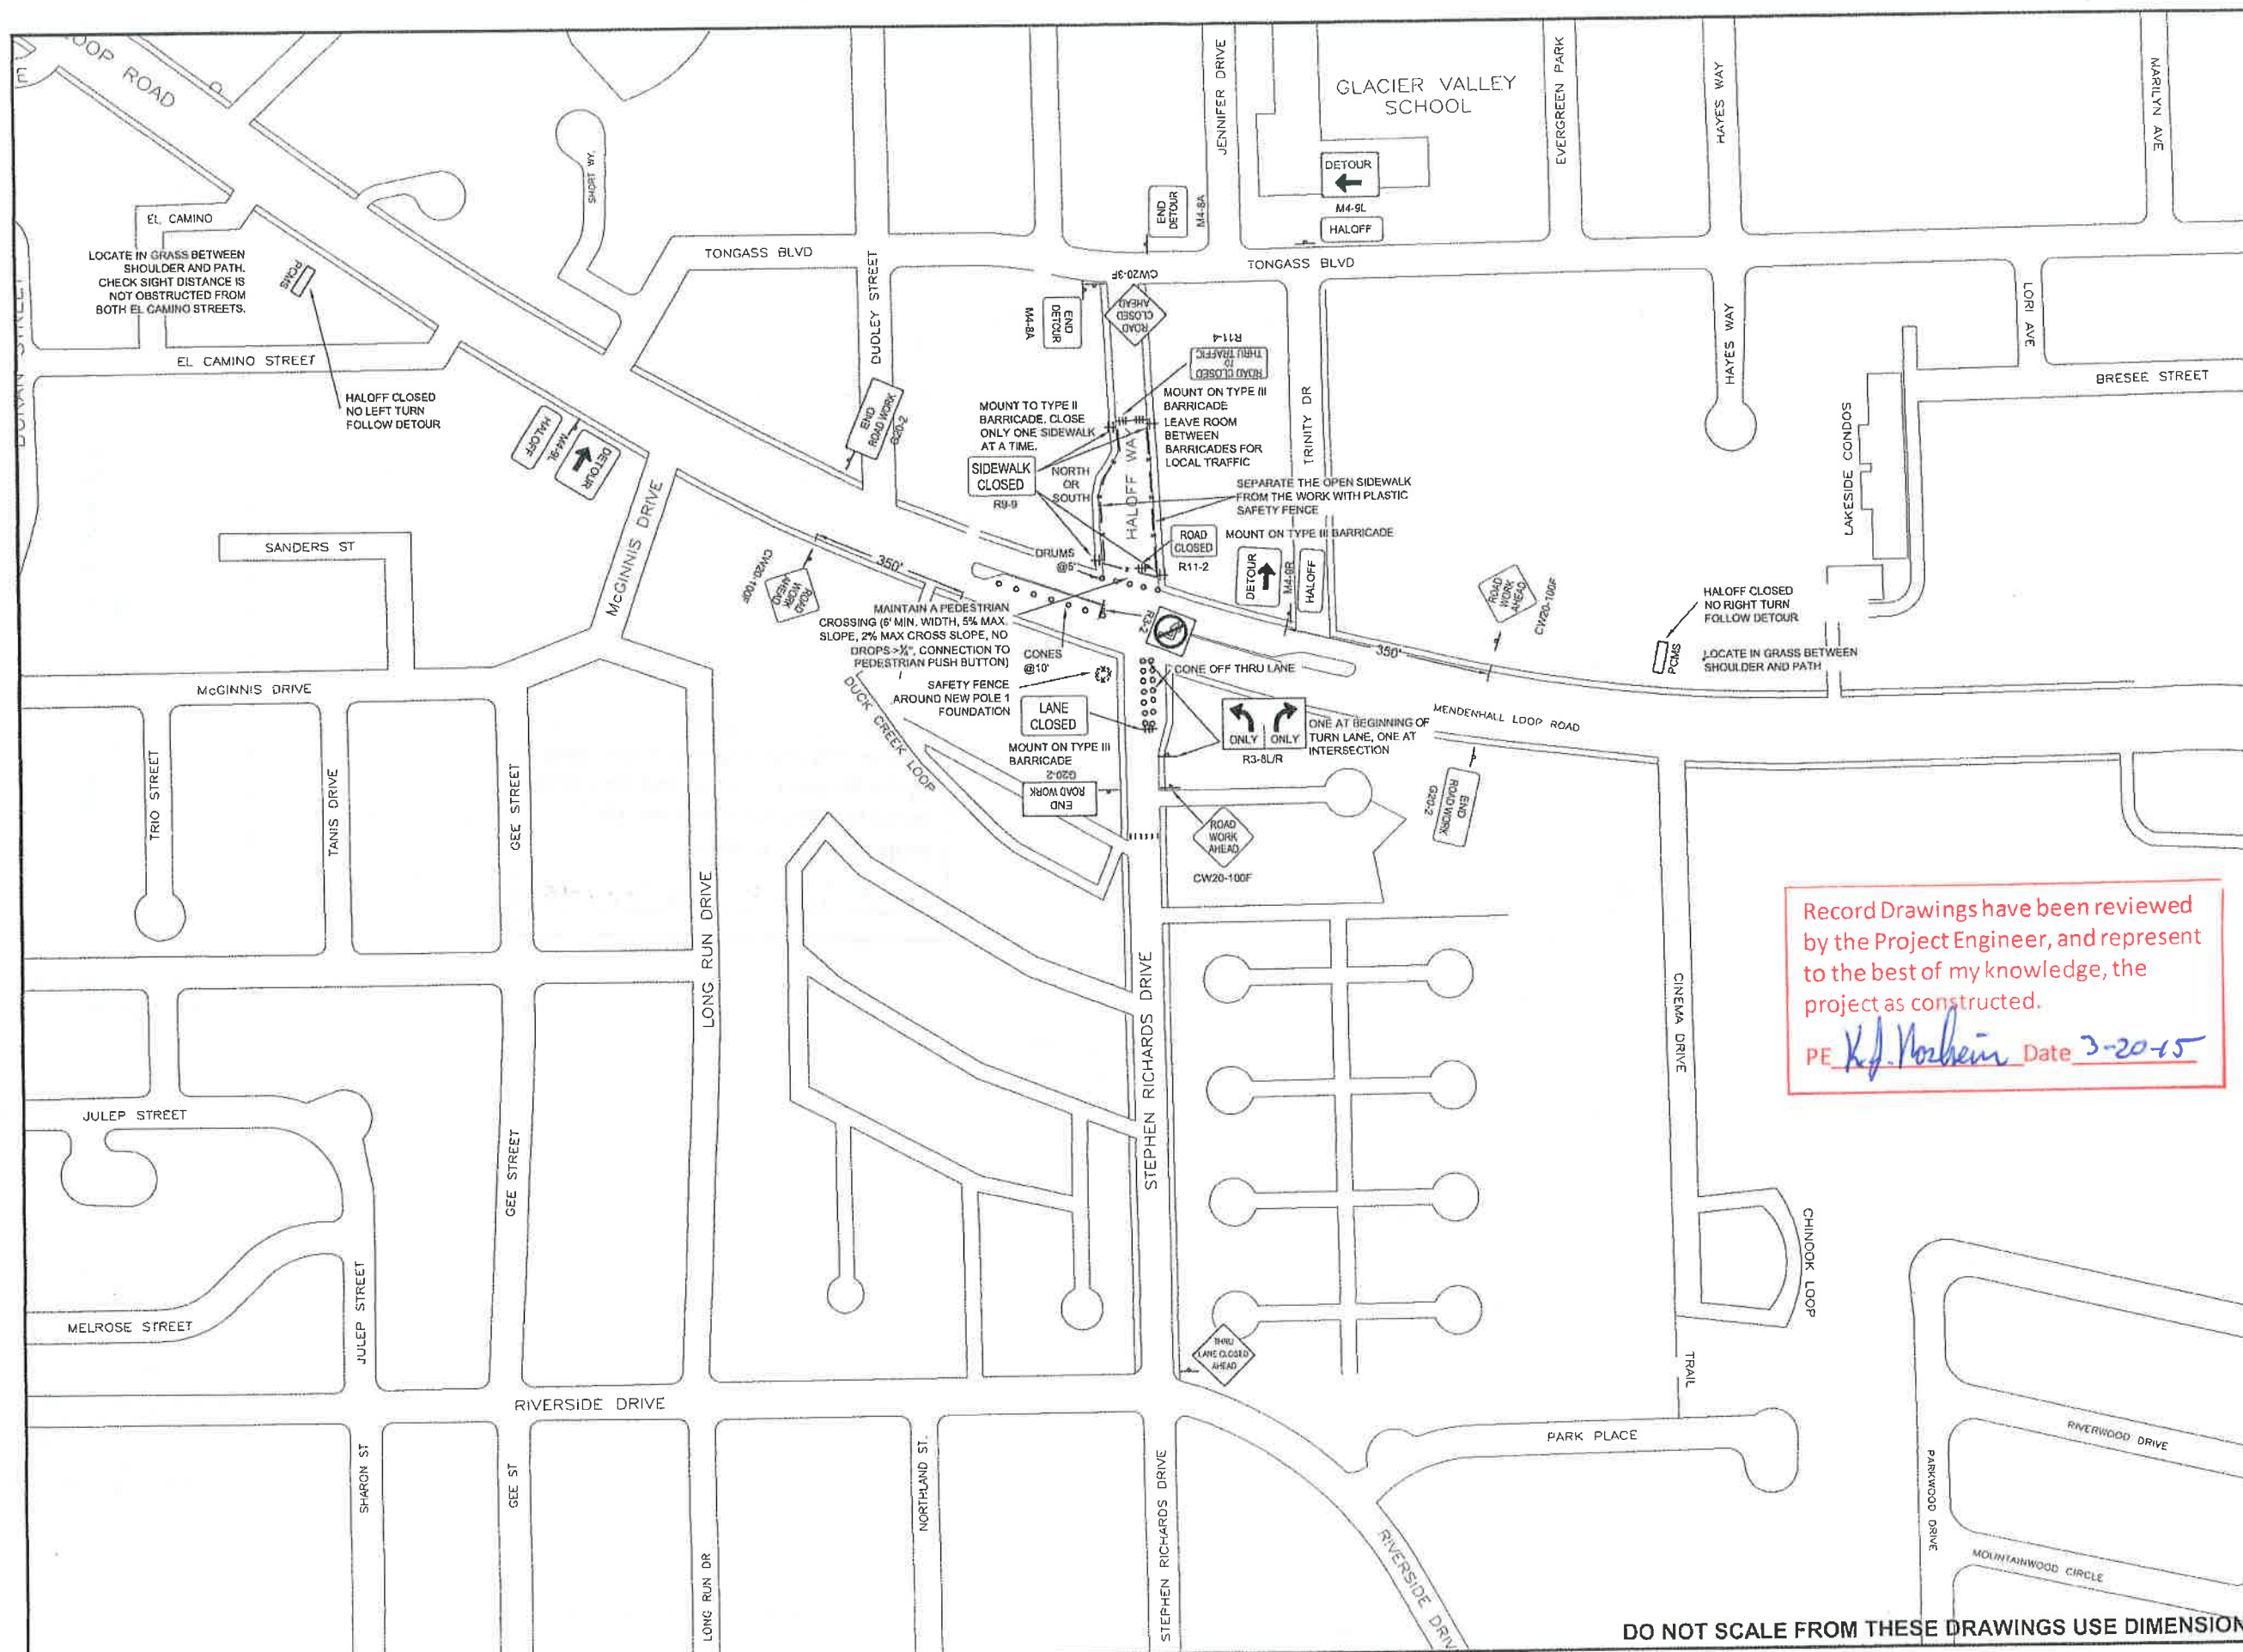 LOOP ROAD
E
JENNIFER DRIVE
GLACIER VALLEY
SCHOOL
EVERGREEN PARK
HAYES WAY
MARILYN AVE
SHORT WY.
DETOUR
M4-9L
HALOFF
END
DETOUR
M4-8A
EL CAMINO
TONGASS BLVD
TONGASS BLVD
LOCATE IN GRASS BETWEEN
SHOULDER AND PATH.
CHECK SIGHT DISTANCE IS
NOT OBSTRUCTED FROM
BOTH EL CAMINO STREETS.
PCMS
DUDLEY STREET
CW20-3F
ROAD
CLOSED
AHEAD
M4-8A
END
DETOUR
R11-4
ROAD CLOSED
TO
THRU TRAFFIC
EL CAMINO STREET
HALOFF CLOSED
NO LEFT TURN
FOLLOW DETOUR
HAYES WAY
LORI AVE
BRESEE STREET
MOUNT TO TYPE II
BARRICADE, CLOSE
ONLY ONE SIDEWALK
AT A TIME.
MOUNT ON TYPE III
BARRICADE
LEAVE ROOM
BETWEEN
BARRICADES FOR
LOCAL TRAFFIC
END
ROAD WORK
G20-2
HALOFF
M4-9L
DETOUR
SIDEWALK
CLOSED
R9-9
NORTH
OR
SOUTH
HALOFF WAY
TRINITY DR
LAKESIDE CONDOS
SEPARATE THE OPEN SIDEWALK
FROM THE WORK WITH PLASTIC
SAFETY FENCE
McGINNIS DRIVE
SANDERS ST
ROAD
CLOSED
R11-2
MOUNT ON TYPE III BARRICADE
DRUMS
@5'
350'
CW20-100F
ROAD
WORK
AHEAD
DETOUR
M4-9R
HALOFF
ROAD
WORK
AHEAD
CW20-100F
HALOFF CLOSED
NO RIGHT TURN
FOLLOW DETOUR
MAINTAIN A PEDESTRIAN
CROSSING (6' MIN. WIDTH, 5% MAX.
SLOPE, 2% MAX CROSS SLOPE, NO
DROPS >½", CONNECTION TO
PEDESTRIAN PUSH BUTTON)
R3-2
350'
PCMS
LOCATE IN GRASS BETWEEN
SHOULDER AND PATH
CONES
@10'
CONE OFF THRU LANE
McGINNIS DRIVE
SAFETY FENCE
AROUND NEW POLE 1
FOUNDATION
DUCK CREEK LOOP
LANE
CLOSED
MOUNT ON TYPE III
BARRICADE
ONLY ONLY
R3-8L/R
ONE AT BEGINNING OF
TURN LANE, ONE AT
INTERSECTION
MENDENHALL LOOP ROAD
G20-2
END
ROAD WORK
END
ROAD WORK
G20-2
ROAD
WORK
AHEAD
CW20-100F
TRIO STREET
TANIS DRIVE
GEE STREET
LONG RUN DRIVE
STEPHEN RICHARDS DRIVE
CINEMA DRIVE
Record Drawings have been reviewed
by the Project Engineer, and represent
to the best of my knowledge, the
project as constructed.
PE Date 3-20-15
JULEP STREET
GEE STREET
JULEP STREET
MELROSE STREET
CHINOOK LOOP
THRU
LANE CLOSED
AHEAD
TRAIL
RIVERSIDE DRIVE
PARK PLACE
RIVERWOOD DRIVE
PARKWOOD DRIVE
MOUNTAINWOOD CIRCLE
SHARON ST
GEE ST
LONG RUN DR
NORTHLAND ST.
STEPHEN RICHARDS DRIVE
RIVERSIDE DRIV
DO NOT SCALE FROM THESE DRAWINGS USE DIMENSION